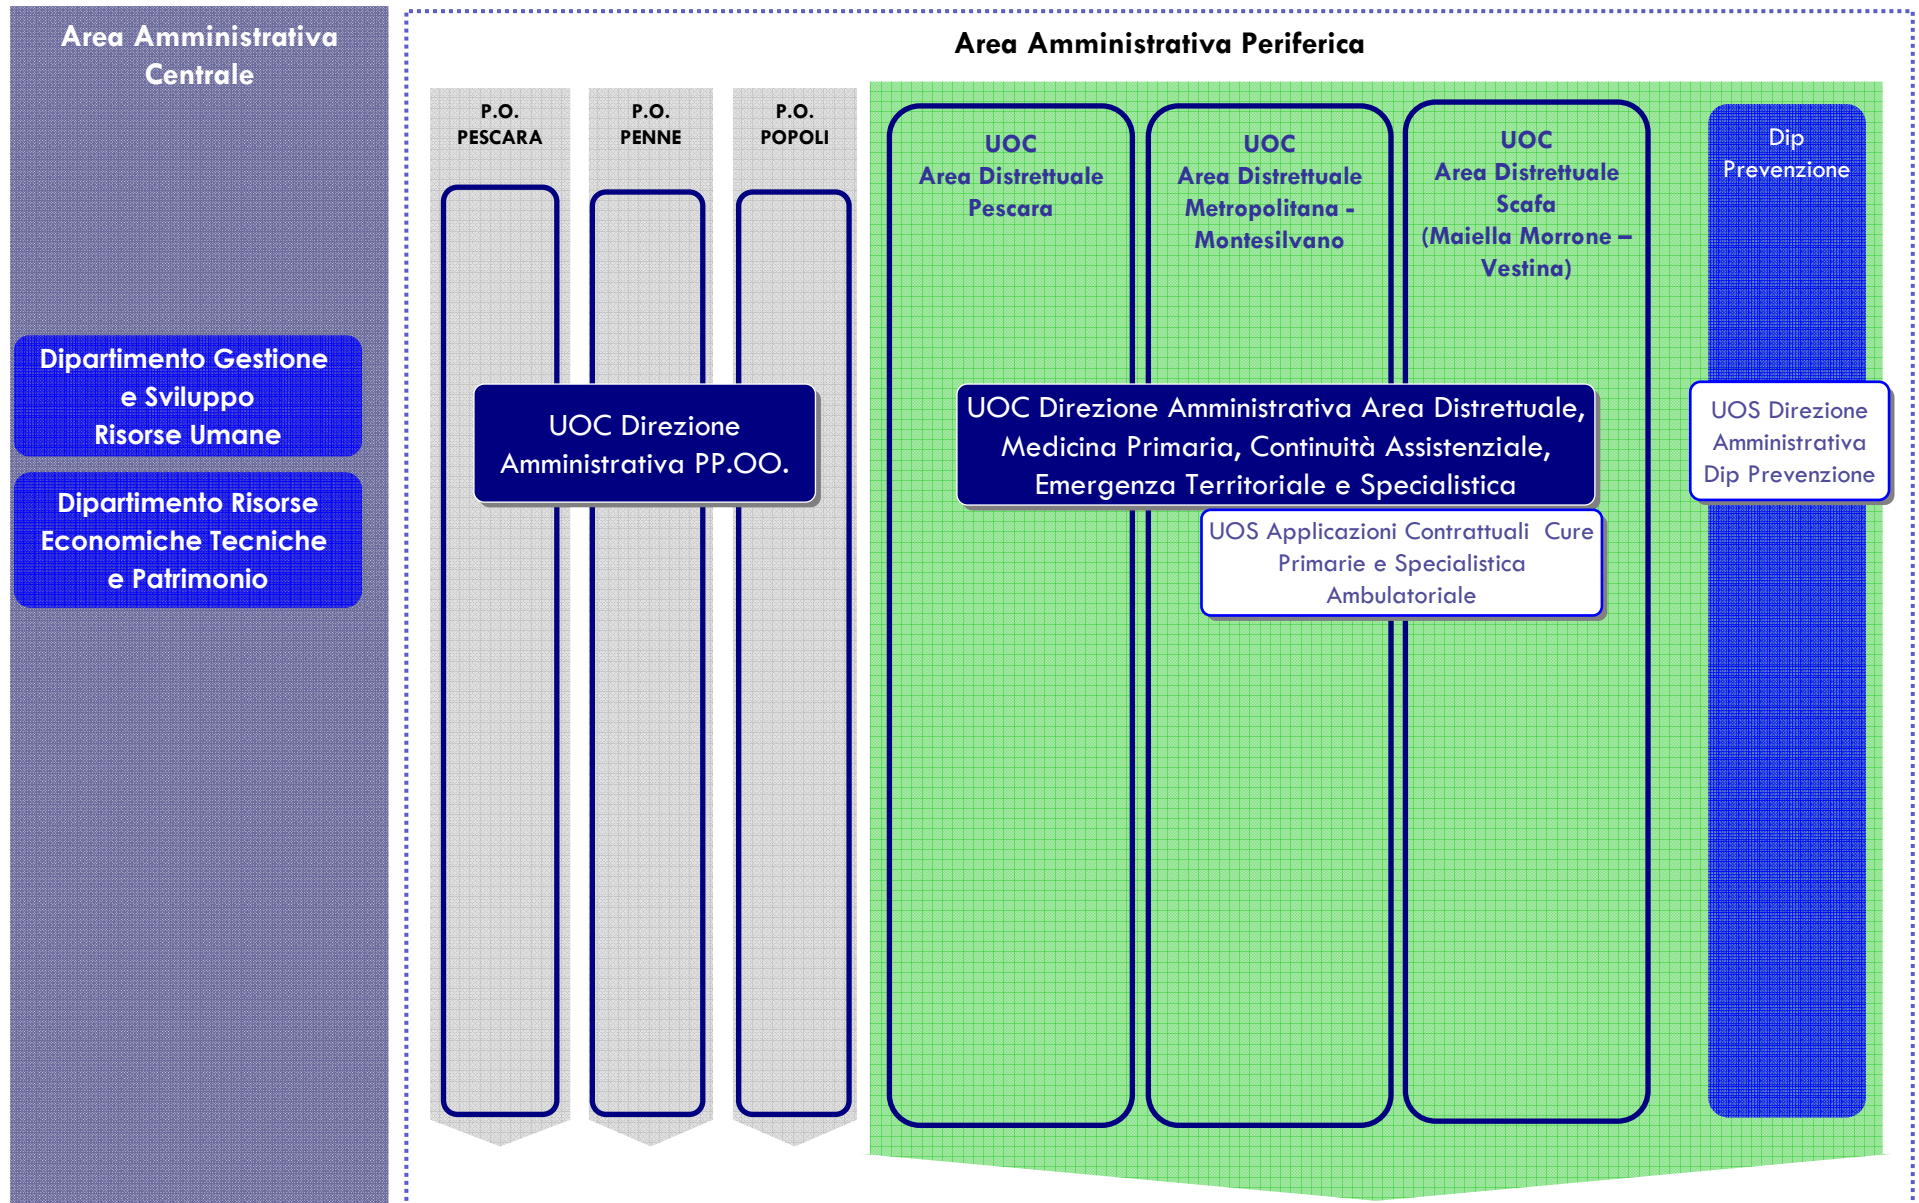 Area Amministrativa
Centrale
Dipartimento Gestione
e Sviluppo
Risorse Umane
Dipartimento Risorse
Economiche Tecniche
e Patrimonio
Area Amministrativa Periferica
P.O.
PESCARA
P.O.
PENNE
P.O.
POPOLI
UOC Direzione
Amministrativa PP.OO.
UOC
Area Distrettuale
Pescara
UOC
Area Distrettuale
Metropolitana -
Montesilvano
UOC
Area Distrettuale
Scafa
(Maiella Morrone –
Vestina)
UOC Direzione Amministrativa Area Distrettuale,
Medicina Primaria, Continuità Assistenziale,
Emergenza Territoriale e Specialistica
UOS Applicazioni Contrattuali Cure
Primarie e Specialistica
Ambulatoriale
Dip
Prevenzione
UOS Direzione
Amministrativa
Dip Prevenzione